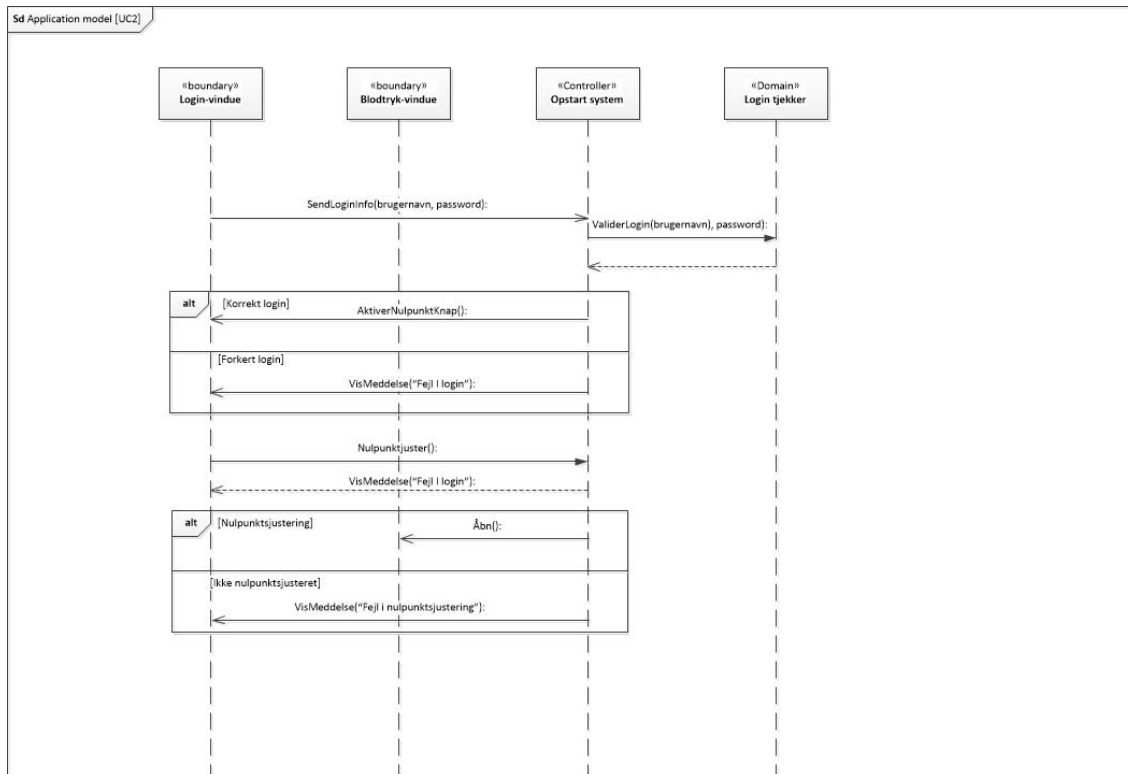 Sd Application model [UC2]
«boundary»
Login-vindue
«boundary»
Blodtryk-vindue
«Controller»
Opstart system
«Domain»
Login tjekker
SendLoginInfo(brugernavn, password):
ValiderLogin(brugernavn), password):
alt
[Korrekt login]
AktiverNulpunktKnap():
[Forkert login]
VisMeddelse("Fejl I login"):
Nulpunktjuster():
VisMeddelse("Fejl I login"):
alt
[Nulpunktsjustering]
Åbn():
[Ikke nulpunktsjusteret]
VisMeddelse("Fejl i nulpunktsjustering"):